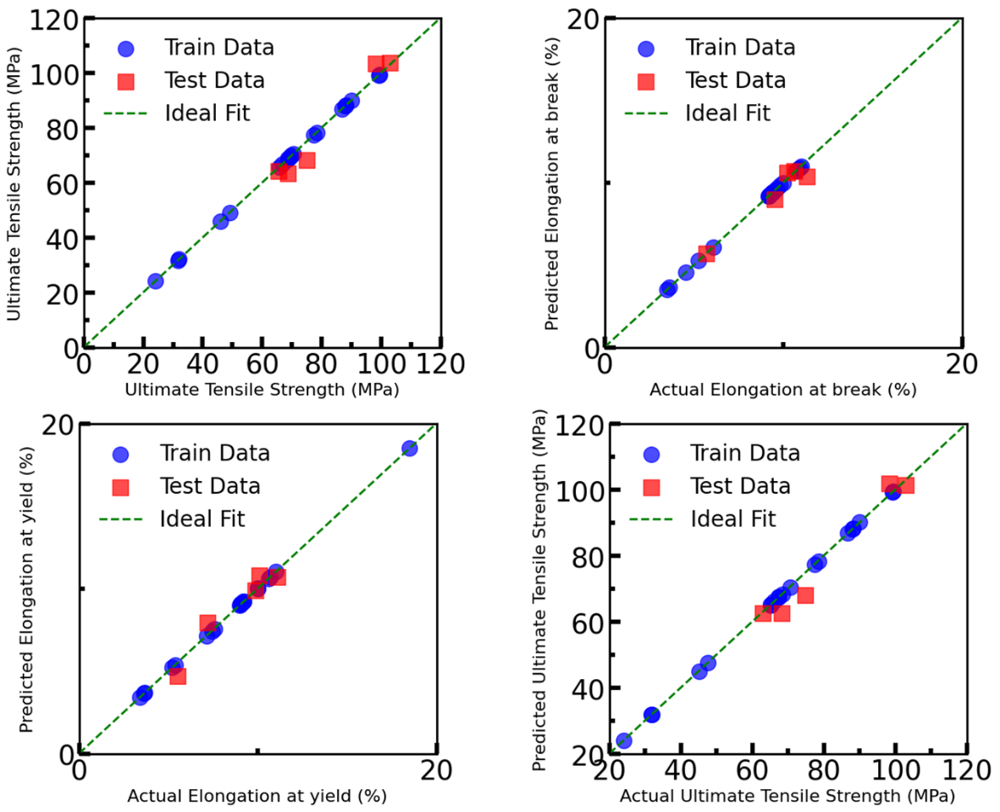 120
100
80
60
40
20
0
Ultimate Tensile Strength (MPa)
Train Data
Test Data
Ideal Fit
0 20 40 60 80 100 120
Ultimate Tensile Strength (MPa)
20
0
Predicted Elongation at break (%)
Train Data
Test Data
Ideal Fit
0 20
Actual Elongation at break (%)
20
0
Predicted Elongation at yield (%)
Train Data
Test Data
Ideal Fit
0 20
Actual Elongation at yield (%)
120
100
80
60
40
20
Predicted Ultimate Tensile Strength (MPa)
Train Data
Test Data
Ideal Fit
20 40 60 80 100 120
Actual Ultimate Tensile Strength (MPa)